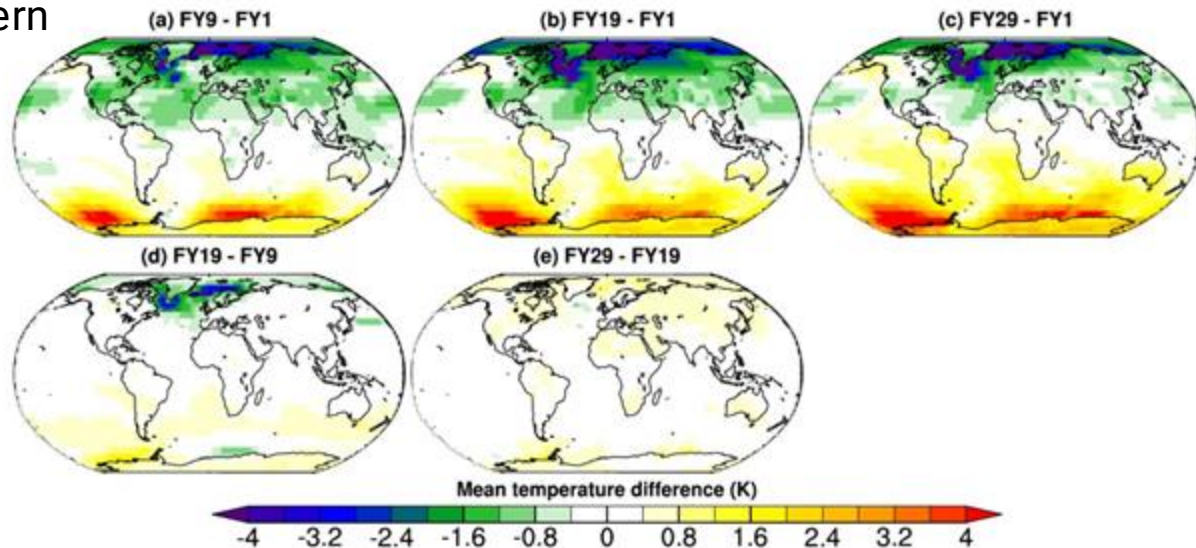 ern
(a) FY9 - FY1
(b) FY19 - FY1
(c) FY29 - FY1
(d) FY19 - FY9
(e) FY29 - FY19
Mean temperature difference (K)
-4 -3.2 -2.4 -1.6 -0.8 0 0.8 1.6 2.4 3.2 4